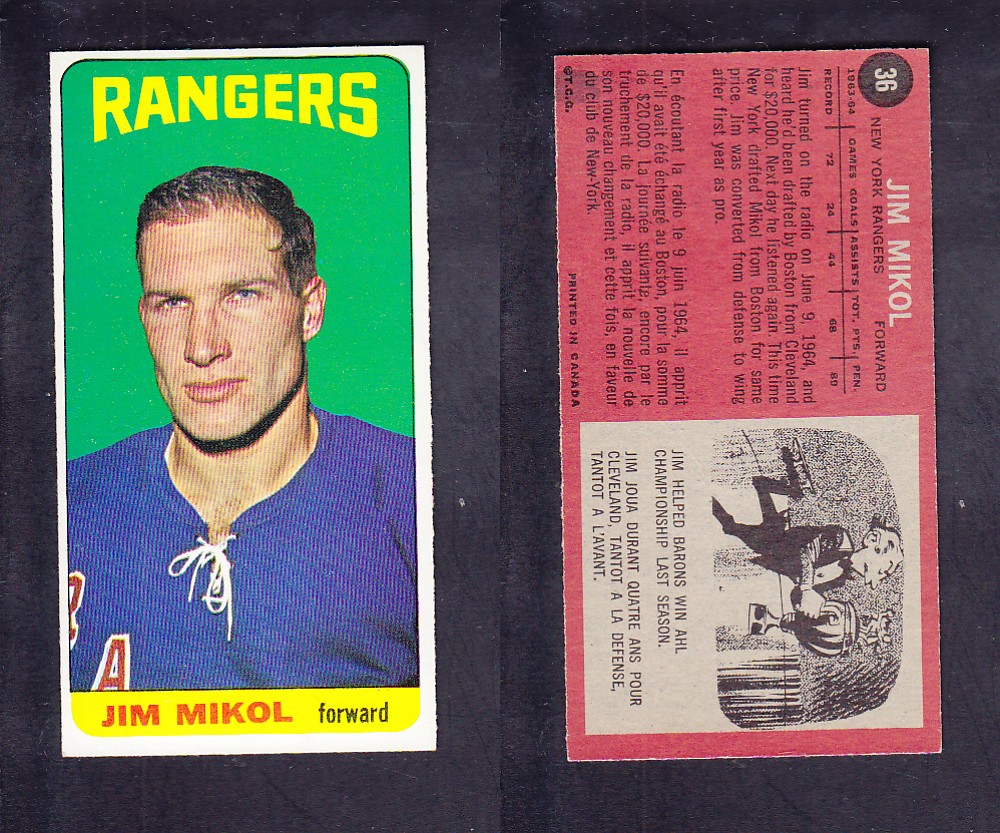 RANGERS
JIM MIKOL forward
A
36
JIM MIKOL
NEW YORK RANGERS FORWARD
1963-64 GAMES GOALS ASSISTS TOT. PTS. PEN.
RECORD 72 24 44 68 89
Jim turned on the radio on June 9, 1964, and
heard he'd been drafted by Boston from Cleveland
for $20,000. Next day he listened again. This time
New York drafted Mikol from Boston for same
price. Jim was converted from defense to wing
after first year as pro.
En écoutant la radio le 9 juin 1964, il apprit
qu'il avait été échangé au Boston, pour la somme
de $20,000. La journée suivante, encore par le
truchement de la radio, il apprit la nouvelle de
son nouveau changement et cette fois, en faveur
du club de New-York.
©T.C.G. PRINTED IN CANADA
JIM HELPED BARONS WIN AHL
CHAMPIONSHIP LAST SEASON.
JIM JOUA DURANT QUATRE ANS POUR
CLEVELAND, TANTOT A LA DEFENSE,
TANTOT A L'AVANT.